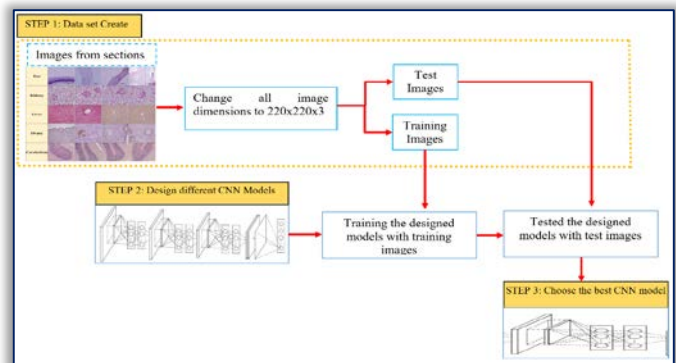 STEP 1: Data set Create
Images from sections
Change all image
dimensions to 220x220x3
Test
Images
Training
Images
STEP 2: Design different CNN Models
Training the designed
models with training
images
Tested the designed
models with test images
STEP 3: Choose the best CNN model